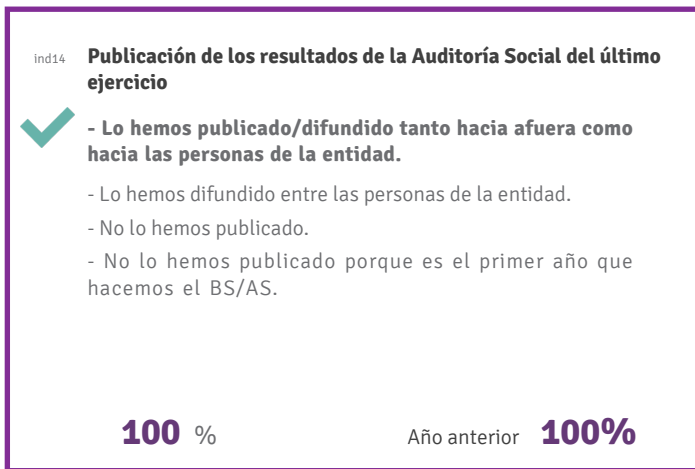 ind14 Publicación de los resultados de la Auditoría Social del último
ejercicio
- Lo hemos publicado/difundido tanto hacia afuera como
hacia las personas de la entidad.
- Lo hemos difundido entre las personas de la entidad.
- No lo hemos publicado.
- No lo hemos publicado porque es el primer año que
hacemos el BS/AS.
100 % Año anterior 100%